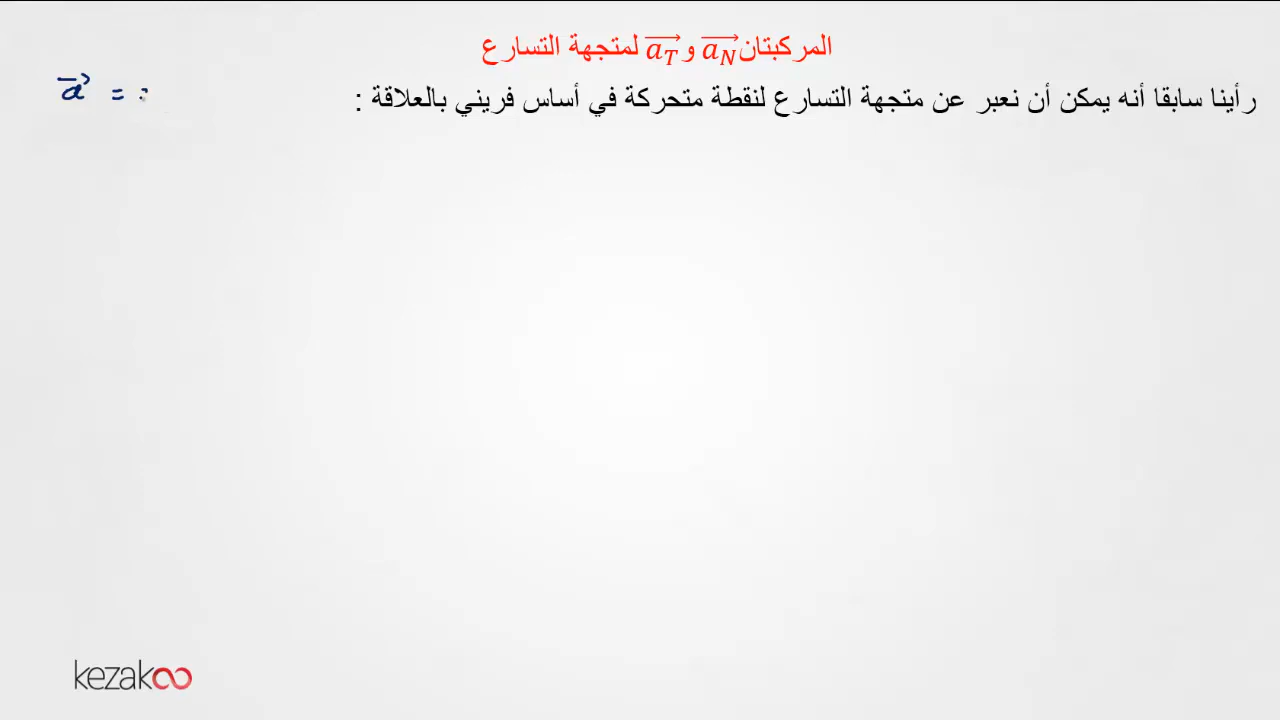 المركبتان $\overrightarrow{a_N}$ و $\overrightarrow{a_T}$ لمتجهة التسارع
رأينا سابقا أنه يمكن أن نعبر عن متجهة التسارع لنقطة متحركة في أساس فريني بالعلاقة :
$\vec{a}$ =
kezakoo